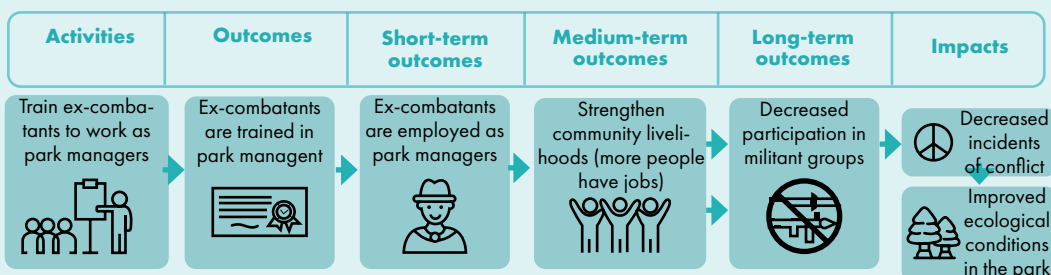 Activities
Outcomes
Short-term
outcomes
Medium-term
outcomes
Long-term
outcomes
Impacts
Train ex-comba-
tants to work as
park managers
Ex-combatants
are trained in
park managent
Ex-combatants
are employed as
park managers
Strengthen
community liveli-
hoods (more people
have jobs)
Decreased
participation in
militant groups
Decreased
incidents
of conflict
Improved
ecological
conditions
in the park